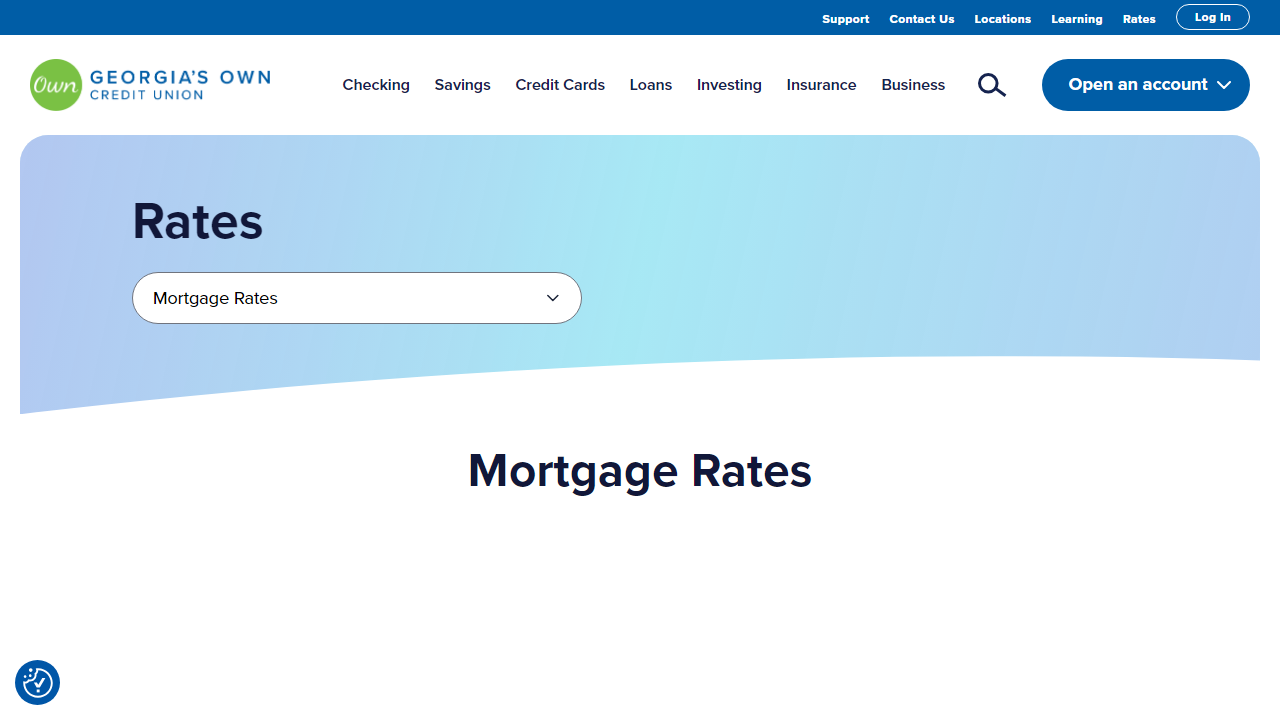 Support Contact Us Locations Learning Rates Log In
Own GEORGIA'S OWN
CREDIT UNION
Checking Savings Credit Cards Loans Investing Insurance Business Open an account
Rates
Mortgage Rates
Mortgage Rates